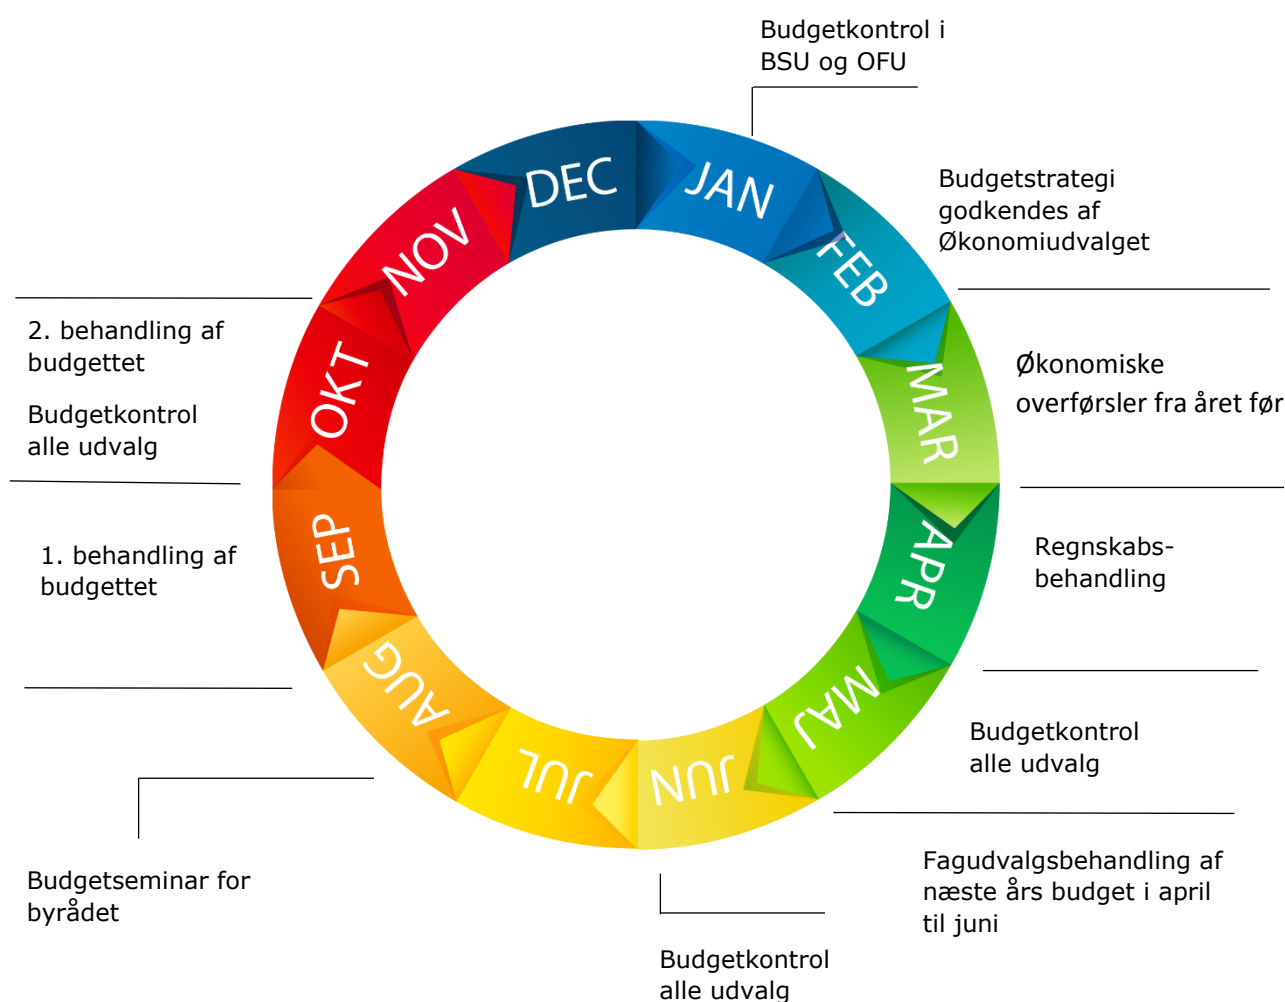 Budgetkontrol i
BSU og OFU
JAN
FEB
MAR
APR
MAJ
JUN
JUL
AUG
SEP
OKT
NOV
DEC
Budgetstrategi
godkendes af
Økonomiudvalget
Økonomiske
overførsler fra året før
Regnskabs-
behandling
Budgetkontrol
alle udvalg
Fagudvalgsbehandling af
næste års budget i april
til juni
Budgetkontrol
alle udvalg
Budgetseminar for
byrådet
1. behandling af
budgettet
2. behandling af
budgettet
Budgetkontrol
alle udvalg